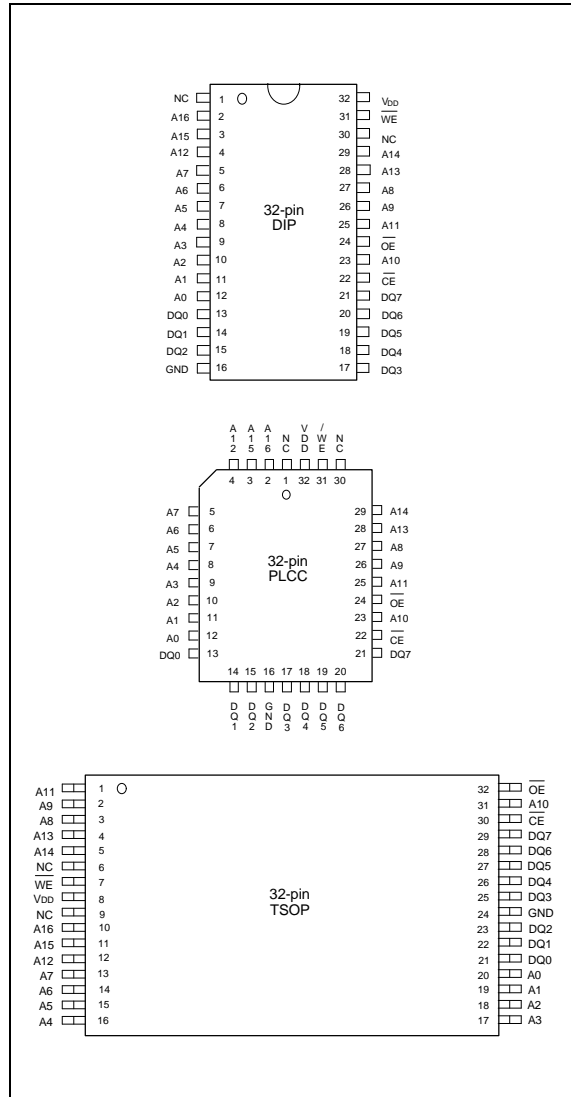 NC 1 32 VDD
A16 2 31 W̅E̅
A15 3 30 NC
A12 4 29 A14
A7 5 28 A13
A6 6 27 A8
A5 7 26 A9
A4 8 25 A11
A3 9 24 O̅E̅
A2 10 23 A10
A1 11 22 C̅E̅
A0 12 21 DQ7
DQ0 13 20 DQ6
DQ1 14 19 DQ5
DQ2 15 18 DQ4
GND 16 17 DQ3
32-pin
DIP
A12 A15 A16 NC VDD /WE NC
4 3 2 1 32 31 30
A7 5 29 A14
A6 6 28 A13
A5 7 27 A8
A4 8 26 A9
A3 9 25 A11
A2 10 24 O̅E̅
A1 11 23 A10
A0 12 22 C̅E̅
DQ0 13 21 DQ7
32-pin
PLCC
14 15 16 17 18 19 20
DQ1 DQ2 GND DQ3 DQ4 DQ5 DQ6
A11 1 32 O̅E̅
A9 2 31 A10
A8 3 30 C̅E̅
A13 4 29 DQ7
A14 5 28 DQ6
NC 6 27 DQ5
W̅E̅ 7 26 DQ4
VDD 8 25 DQ3
NC 9 24 GND
A16 10 23 DQ2
A15 11 22 DQ1
A12 12 21 DQ0
A7 13 20 A0
A6 14 19 A1
A5 15 18 A2
A4 16 17 A3
32-pin
TSOP